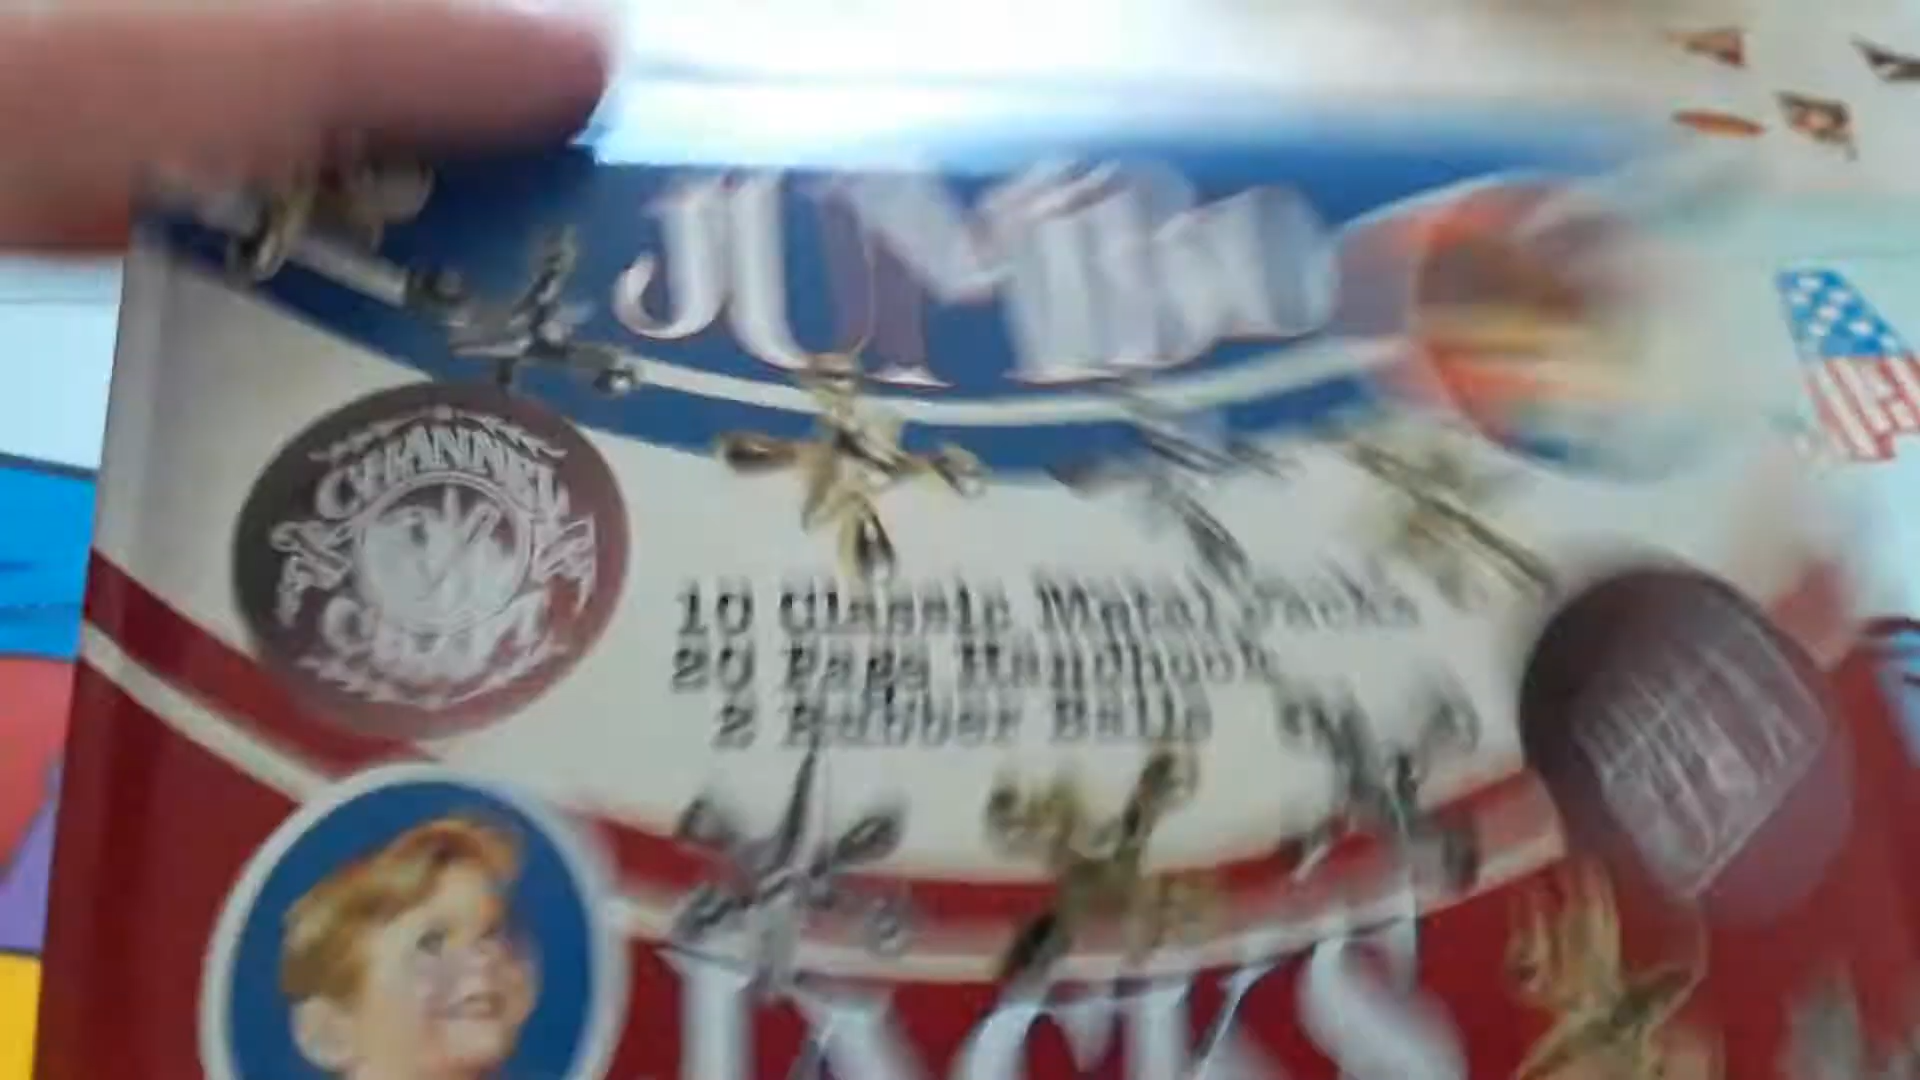 JUMBO
CHANNEL
CRAFT
10 Classic Metal Jacks
20 Page Handbook
2 Rubber Balls
JACKS